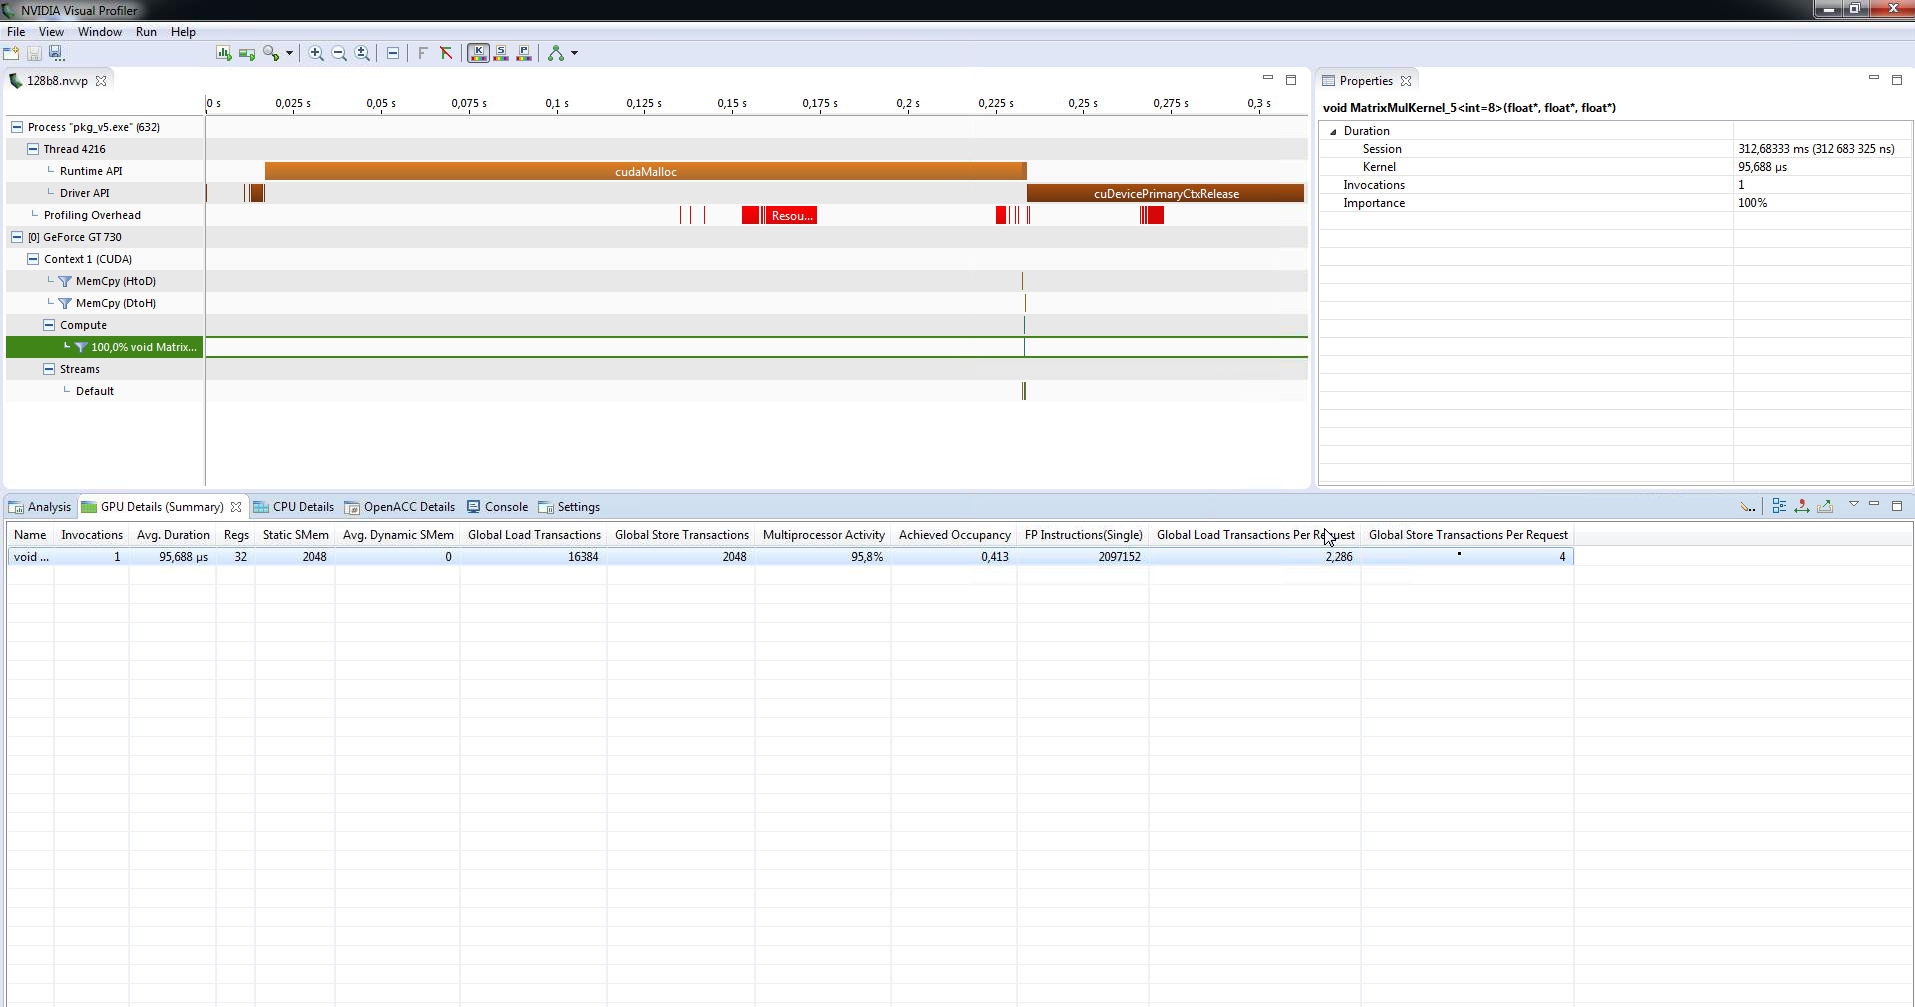 NVIDIA Visual Profiler
File View Window Run Help
128b8.nvvp
0 s 0,025 s 0,05 s 0,075 s 0,1 s 0,125 s 0,15 s 0,175 s 0,2 s 0,225 s 0,25 s 0,275 s 0,3 s
Process "pkg_v5.exe" (632)
Thread 4216
Runtime API cudaMalloc
Driver API cuDevicePrimaryCtxRelease
Profiling Overhead Resou...
[0] GeForce GT 730
Context 1 (CUDA)
MemCpy (HtoD)
MemCpy (DtoH)
Compute
100,0% void Matrix...
Streams
Default
Properties
void MatrixMulKernel_5<int=8>(float*, float*, float*)
Duration
Session 312,68333 ms (312 683 325 ns)
Kernel 95,688 µs
Invocations 1
Importance 100%
Analysis GPU Details (Summary) CPU Details OpenACC Details Console Settings
Name Invocations Avg. Duration Regs Static SMem Avg. Dynamic SMem Global Load Transactions Global Store Transactions Multiprocessor Activity Achieved Occupancy FP Instructions(Single) Global Load Transactions Per Request Global Store Transactions Per Request
void ... 1 95,688 µs 32 2048 0 16384 2048 95,8% 0,413 2097152 2,286 4